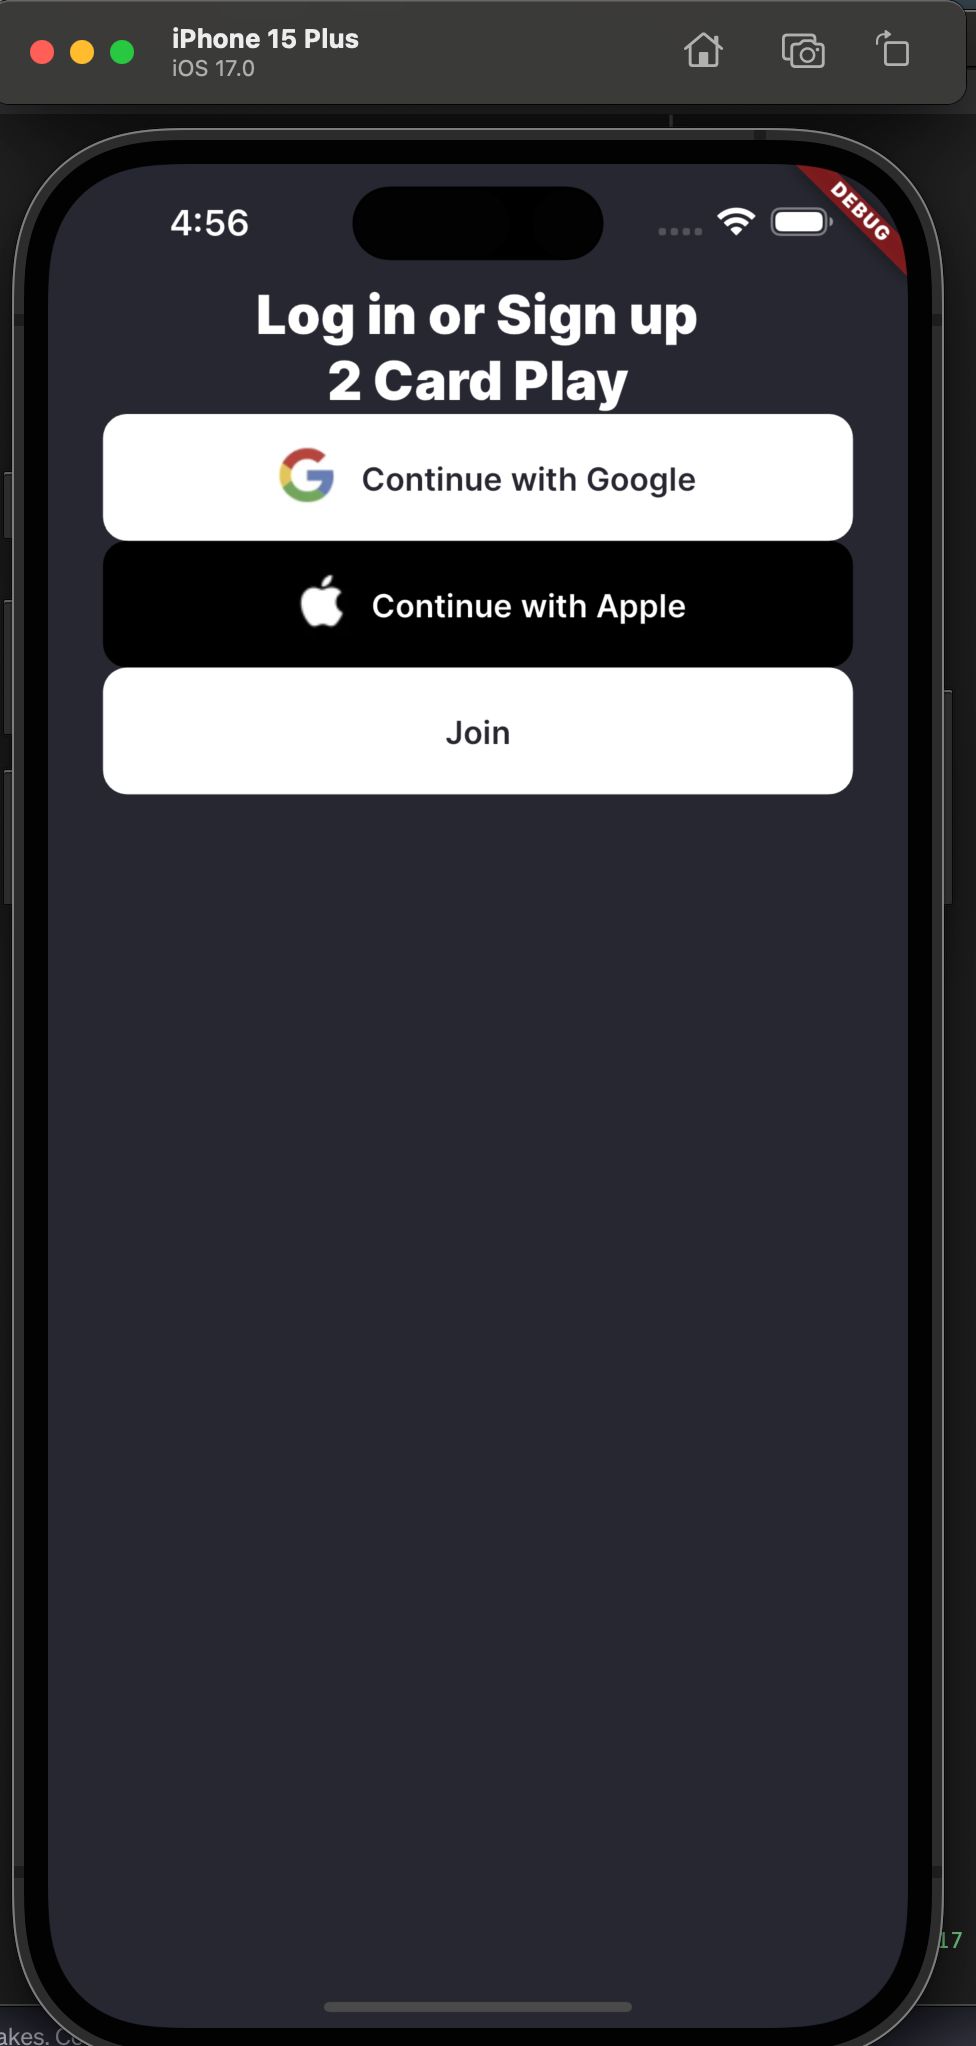 iPhone 15 Plus
iOS 17.0
4:56
DEBUG
Log in or Sign up
2 Card Play
Continue with Google
Continue with Apple
Join
17
akes. Co